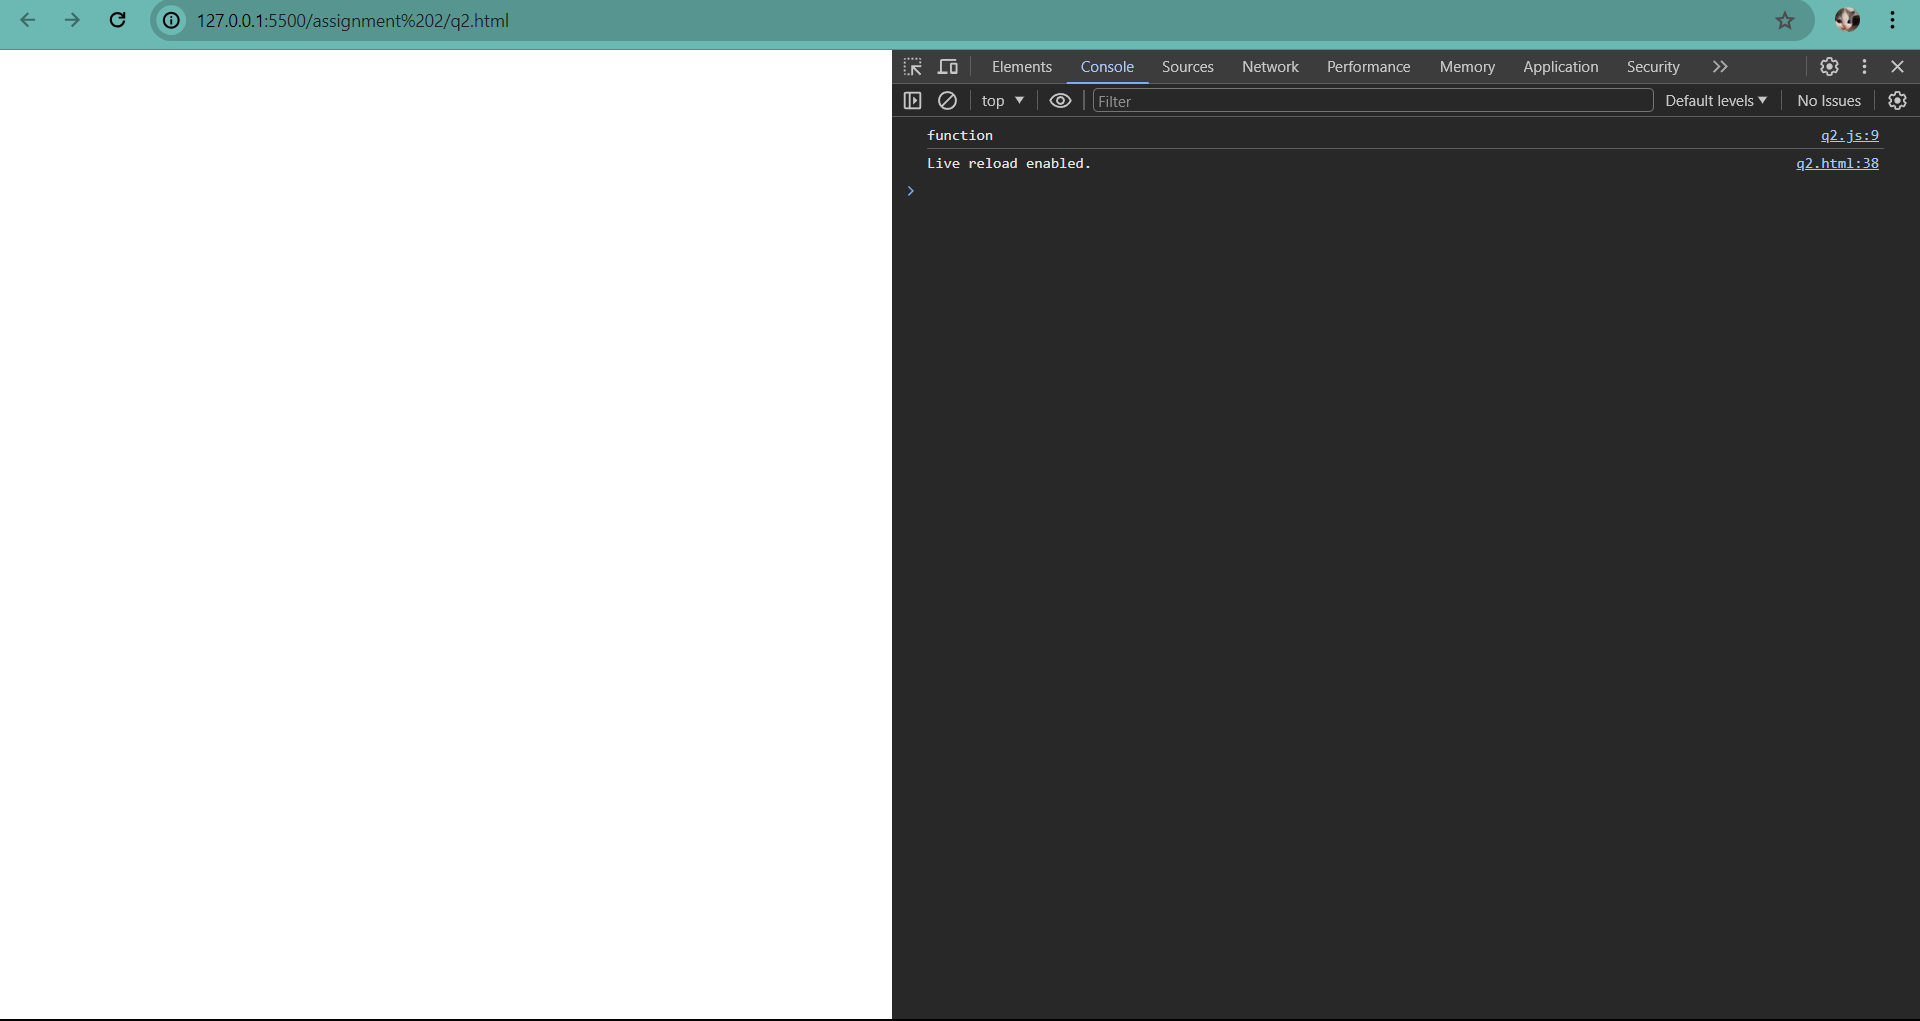 127.0.0.1:5500/assignment%202/q2.html
Elements Console Sources Network Performance Memory Application Security
top Filter Default levels No Issues
function q2.js:9
Live reload enabled. q2.html:38